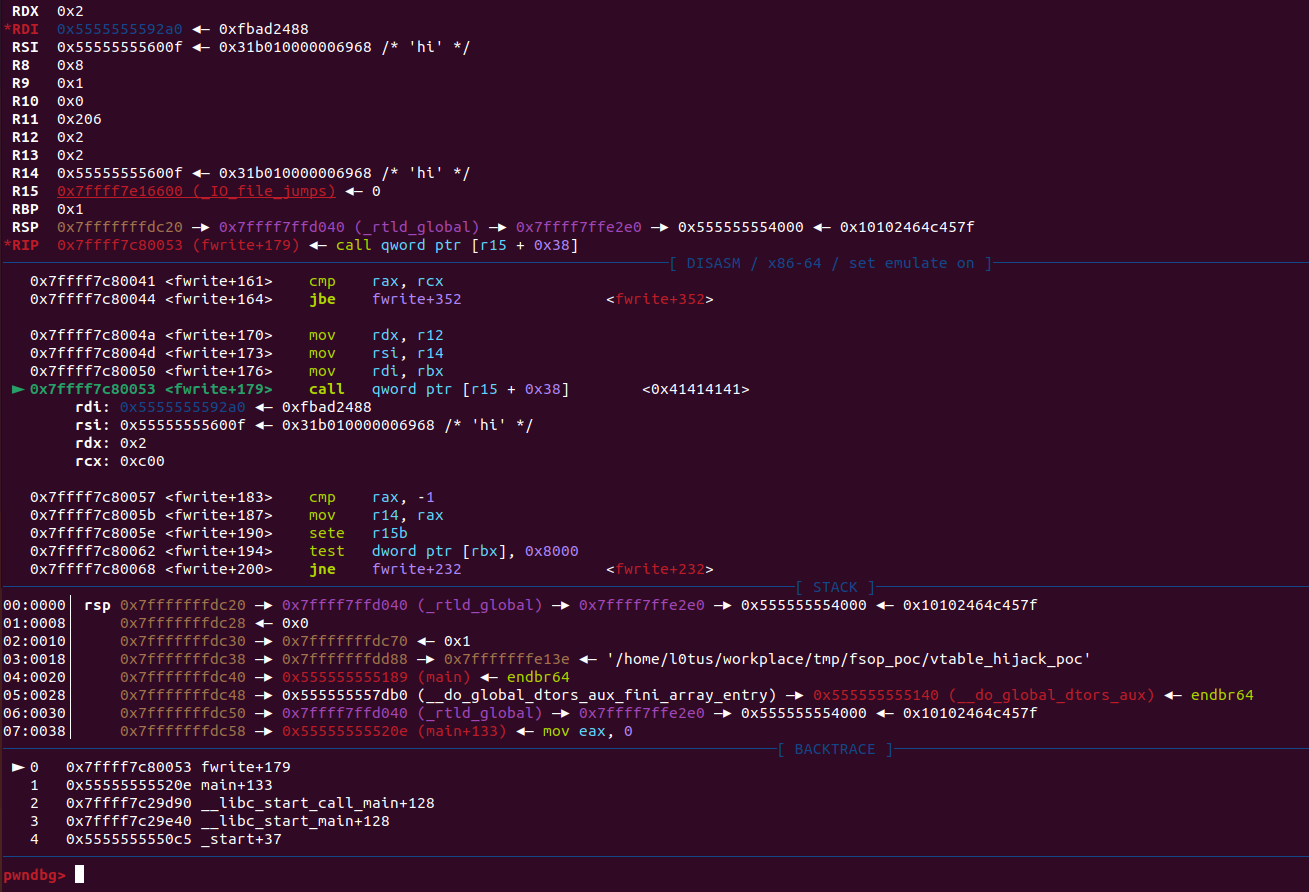 RDX  0x2
*RDI  0x5555555592a0 ◂— 0xfbad2488
RSI  0x55555555600f ◂— 0x31b010000006968 /* 'hi' */
R8   0x8
R9   0x1
R10  0x0
R11  0x206
R12  0x2
R13  0x2
R14  0x55555555600f ◂— 0x31b010000006968 /* 'hi' */
R15  0x7ffff7e16600 (_IO_file_jumps) ◂— 0
RBP  0x1
RSP  0x7fffffffdc20 —▸ 0x7ffff7ffd040 (_rtld_global) —▸ 0x7ffff7ffe2e0 —▸ 0x555555554000 ◂— 0x10102464c457f
*RIP  0x7ffff7c80053 (fwrite+179) ◂— call qword ptr [r15 + 0x38]
[ DISASM / x86-64 / set emulate on ]
0x7ffff7c80041 <fwrite+161>    cmp    rax, rcx
0x7ffff7c80044 <fwrite+164>    jbe    fwrite+352                <fwrite+352>
0x7ffff7c8004a <fwrite+170>    mov    rdx, r12
0x7ffff7c8004d <fwrite+173>    mov    rsi, r14
0x7ffff7c80050 <fwrite+176>    mov    rdi, rbx
► 0x7ffff7c80053 <fwrite+179>    call   qword ptr [r15 + 0x38]        <0x41414141>
rdi: 0x5555555592a0 ◂— 0xfbad2488
rsi: 0x55555555600f ◂— 0x31b010000006968 /* 'hi' */
rdx: 0x2
rcx: 0xc00
0x7ffff7c80057 <fwrite+183>    cmp    rax, -1
0x7ffff7c8005b <fwrite+187>    mov    r14, rax
0x7ffff7c8005e <fwrite+190>    sete   r15b
0x7ffff7c80062 <fwrite+194>    test   dword ptr [rbx], 0x8000
0x7ffff7c80068 <fwrite+200>    jne    fwrite+232                <fwrite+232>
[ STACK ]
00:0000│ rsp 0x7fffffffdc20 —▸ 0x7ffff7ffd040 (_rtld_global) —▸ 0x7ffff7ffe2e0 —▸ 0x555555554000 ◂— 0x10102464c457f
01:0008│     0x7fffffffdc28 ◂— 0x0
02:0010│     0x7fffffffdc30 —▸ 0x7fffffffdc70 ◂— 0x1
03:0018│     0x7fffffffdc38 —▸ 0x7fffffffdd88 —▸ 0x7fffffffe13e ◂— '/home/l0tus/workplace/tmp/fsop_poc/vtable_hijack_poc'
04:0020│     0x7fffffffdc40 —▸ 0x555555555189 (main) ◂— endbr64
05:0028│     0x7fffffffdc48 —▸ 0x555555557db0 (__do_global_dtors_aux_fini_array_entry) —▸ 0x555555555140 (__do_global_dtors_aux) ◂— endbr64
06:0030│     0x7fffffffdc50 —▸ 0x7ffff7ffd040 (_rtld_global) —▸ 0x7ffff7ffe2e0 —▸ 0x555555554000 ◂— 0x10102464c457f
07:0038│     0x7fffffffdc58 —▸ 0x55555555520e (main+133) ◂— mov eax, 0
[ BACKTRACE ]
► 0   0x7ffff7c80053 fwrite+179
1   0x55555555520e main+133
2   0x7ffff7c29d90 __libc_start_call_main+128
3   0x7ffff7c29e40 __libc_start_main+128
4   0x5555555550c5 _start+37
pwndbg>